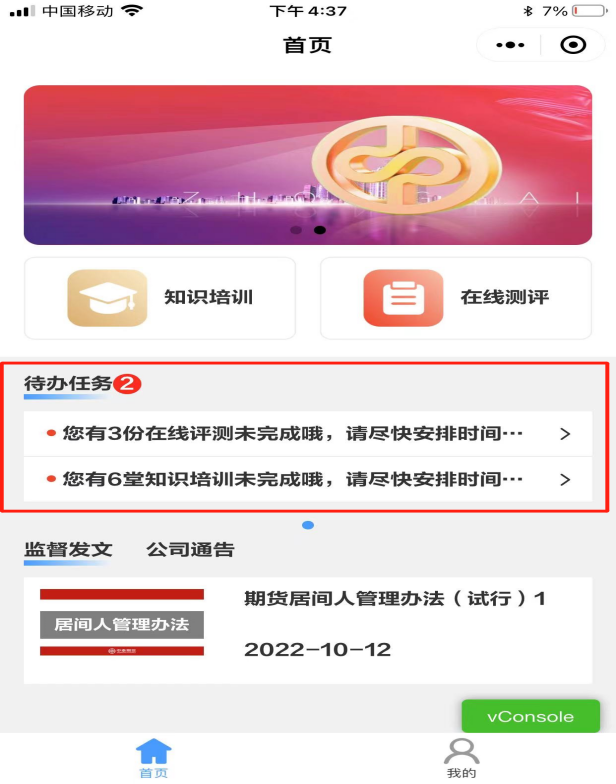 中国移动 下午4:37 7%
首页
ZHONG CAI
知识培训 在线测评
待办任务 2
您有3份在线评测未完成哦，请尽快安排时间…
您有6堂知识培训未完成哦，请尽快安排时间…
监督发文 公司通告
居间人管理办法
期货居间人管理办法（试行）1
2022-10-12
vConsole
首页 我的